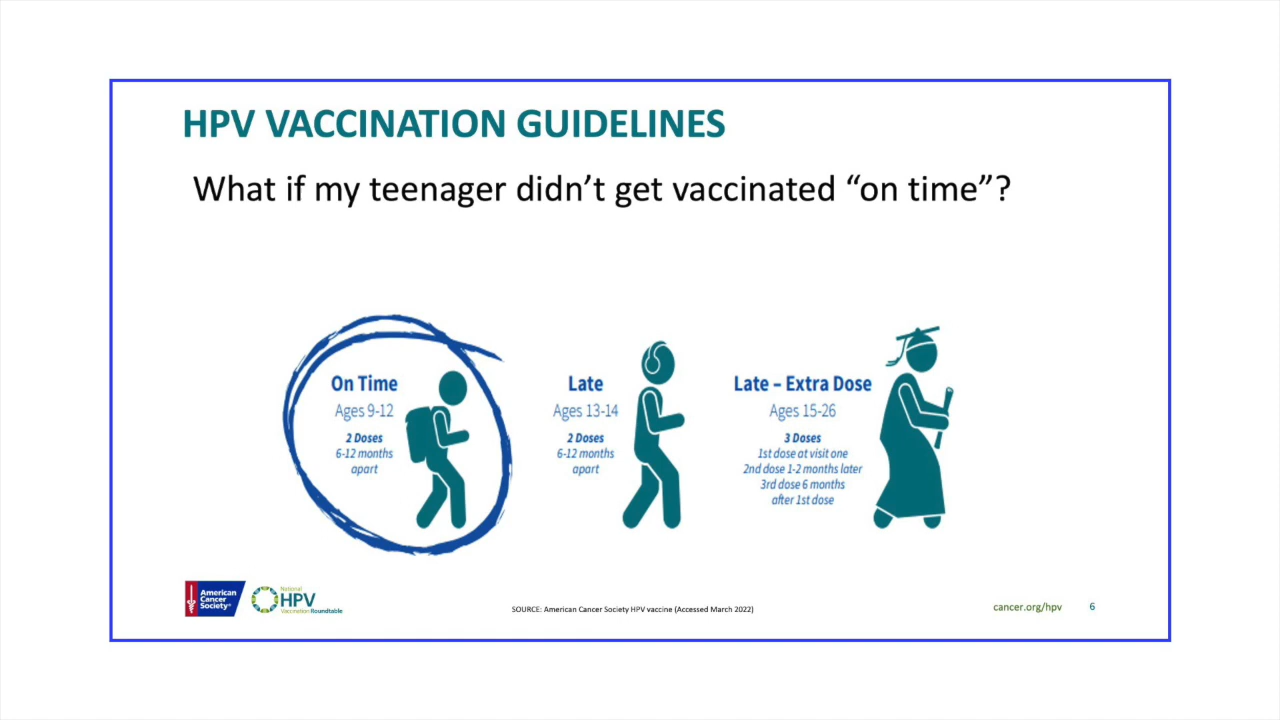 HPV VACCINATION GUIDELINES
What if my teenager didn’t get vaccinated “on time”?
On Time
Ages 9-12
2 Doses
6-12 months
apart
Late
Ages 13-14
2 Doses
6-12 months
apart
Late – Extra Dose
Ages 15-26
3 Doses
1st dose at visit one
2nd dose 1-2 months later
3rd dose 6 months
after 1st dose
American
Cancer
Society®
National
HPV
Vaccination Roundtable
SOURCE: American Cancer Society HPV vaccine (Accessed March 2022)
cancer.org/hpv
6